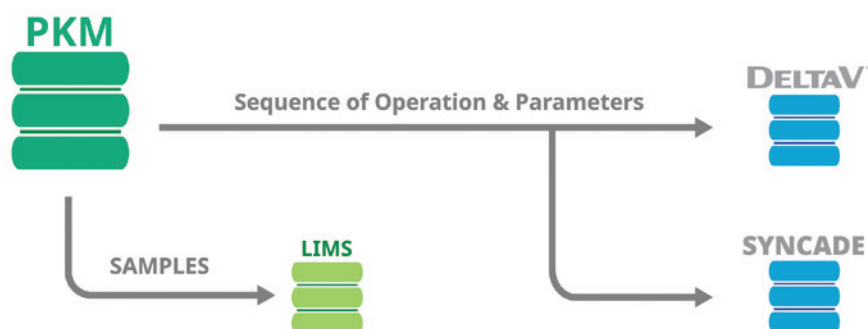 PKM
DELTAV
Sequence of Operation & Parameters
SYNCADE
LIMS
SAMPLES